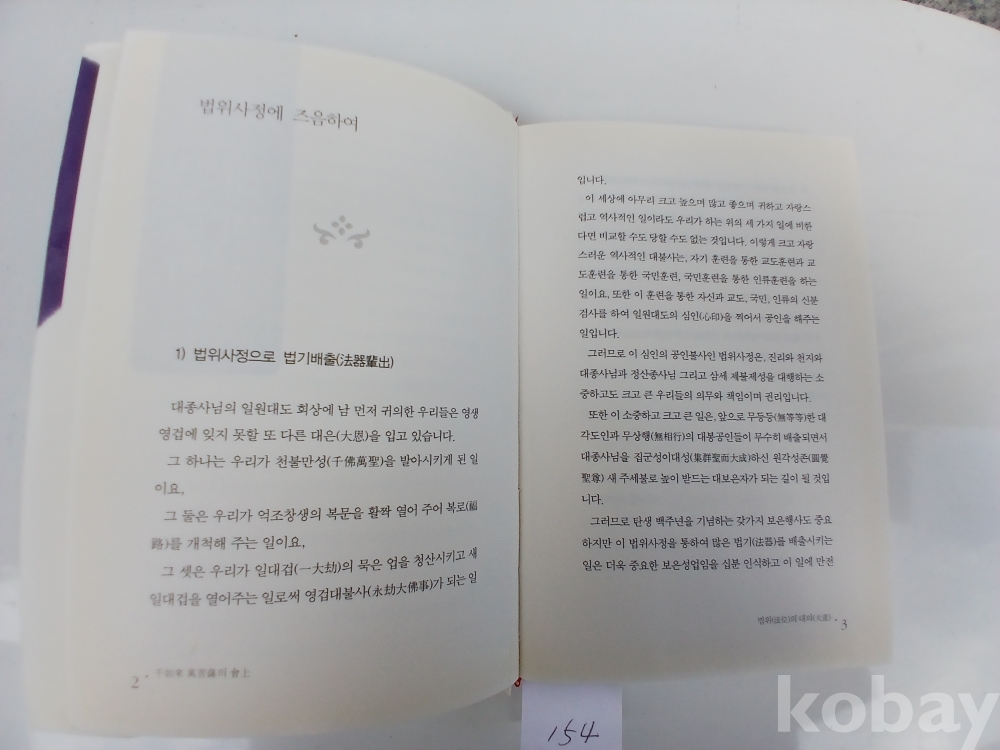 법위사정에 즈음하여
1) 법위사정으로 법기배출(法器輩出)
대종사님의 일원대도 회상에 남 먼저 귀의한 우리들은 영생
영겁에 잊지 못할 또 다른 대은(大恩)을 입고 있습니다.
그 하나는 우리가 천불만성(千佛萬聖)을 발아시키게 된 일
이요,
그 둘은 우리가 억조창생의 복문을 활짝 열어 주어 복로(福
路)를 개척해 주는 일이요,
그 셋은 우리가 일대겁(一大劫)의 묵은 업을 청산시키고 새
일대겁을 열어주는 일로써 영겁대불사(永劫大佛事)가 되는 일
2 · 千如來 萬菩薩의 會上
입니다.
이 세상에 아무리 크고 높으며 많고 좋으며 귀하고 자랑스
럽고 역사적인 일이라도 우리가 하는 위의 세 가지 일에 비한
다면 비교할 수도 당할 수도 없는 것입니다. 이렇게 크고 자랑
스러운 역사적인 대불사는, 자기 훈련을 통한 교도훈련과 교
도훈련을 통한 국민훈련, 국민훈련을 통한 인류훈련을 하는
일이요, 또한 이 훈련을 통한 자신과 교도, 국민, 인류의 신분
검사를 하여 일원대도의 심인(心印)을 찍어서 공인을 해주는
일입니다.
그러므로 이 심인의 공인불사인 법위사정은, 진리와 천지와
대종사님과 정산종사님 그리고 삼세 제불제성을 대행하는 소
중하고도 크고 큰 우리들의 의무와 책임이며 권리입니다.
또한 이 소중하고 크고 큰 일은, 앞으로 무등등(無等等)한 대
각도인과 무상행(無相行)의 대봉공인들이 무수히 배출되면서
대종사님을 집군성이대성(集群聖而大成)하신 원각성존(圓覺
聖尊) 새 주세불로 높이 받드는 대보은자가 되는 길이 될 것입
니다.
그러므로 탄생 백주년을 기념하는 갖가지 보은행사도 중요
하지만 이 법위사정을 통하여 많은 법기(法器)를 배출시키는
일은 더욱 중요한 보은성업임을 십분 인식하고 이 일에 만전
법위(法位)의 대의(大義) · 3
154
kobay